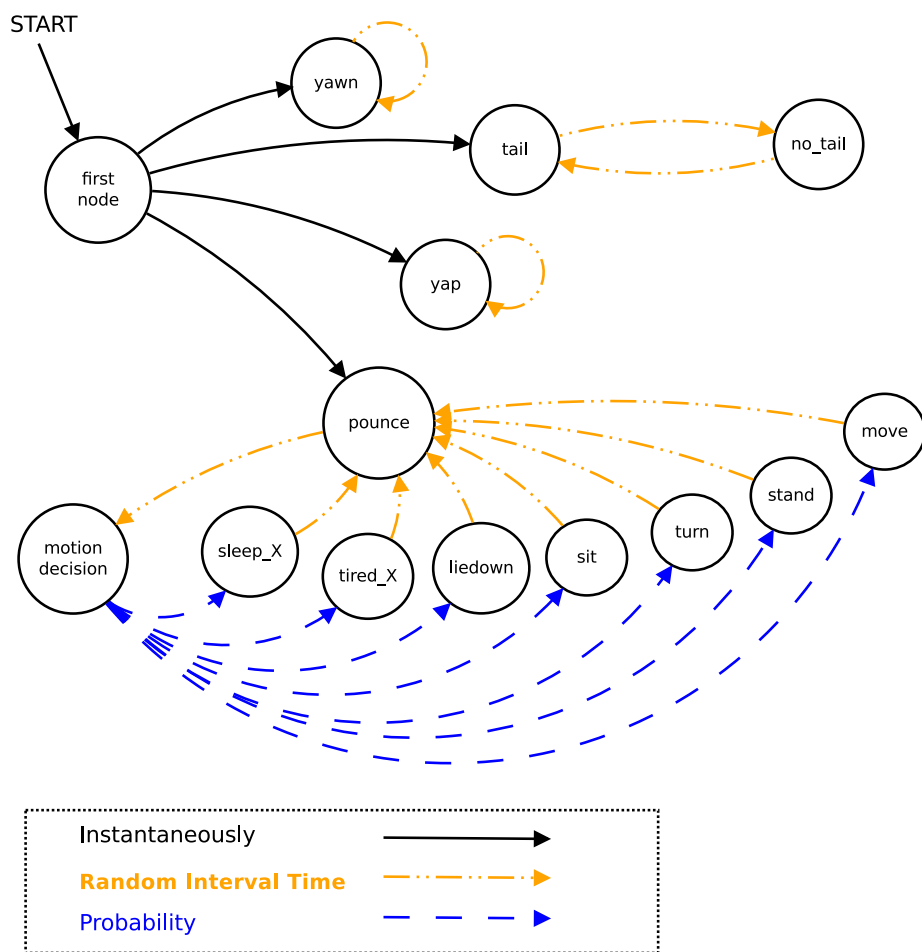 START
yawn
tail
no_tail
first
node
yap
pounce
move
stand
turn
sleep_X
motion
decision
tired_X
liedown
sit
Instantaneously
Random Interval Time
Probability